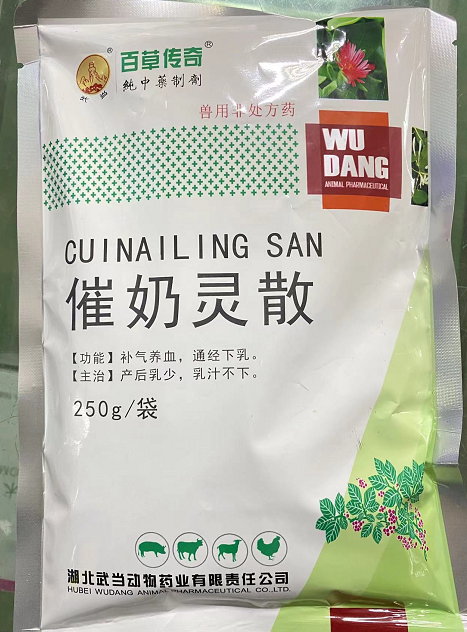 百草传奇®
純中藥制劑
兽用非处方药
WU
DANG
ANIMAL PHARMACEUTICAL
CUINAILING SAN
催奶灵散
【功能】补气养血，通经下乳。
【主治】产后乳少，乳汁不下。
250g/袋
湖北武当动物药业有限责任公司
HUBEI WUDANG ANIMAL PHARMACEUTICAL CO.,LTD.